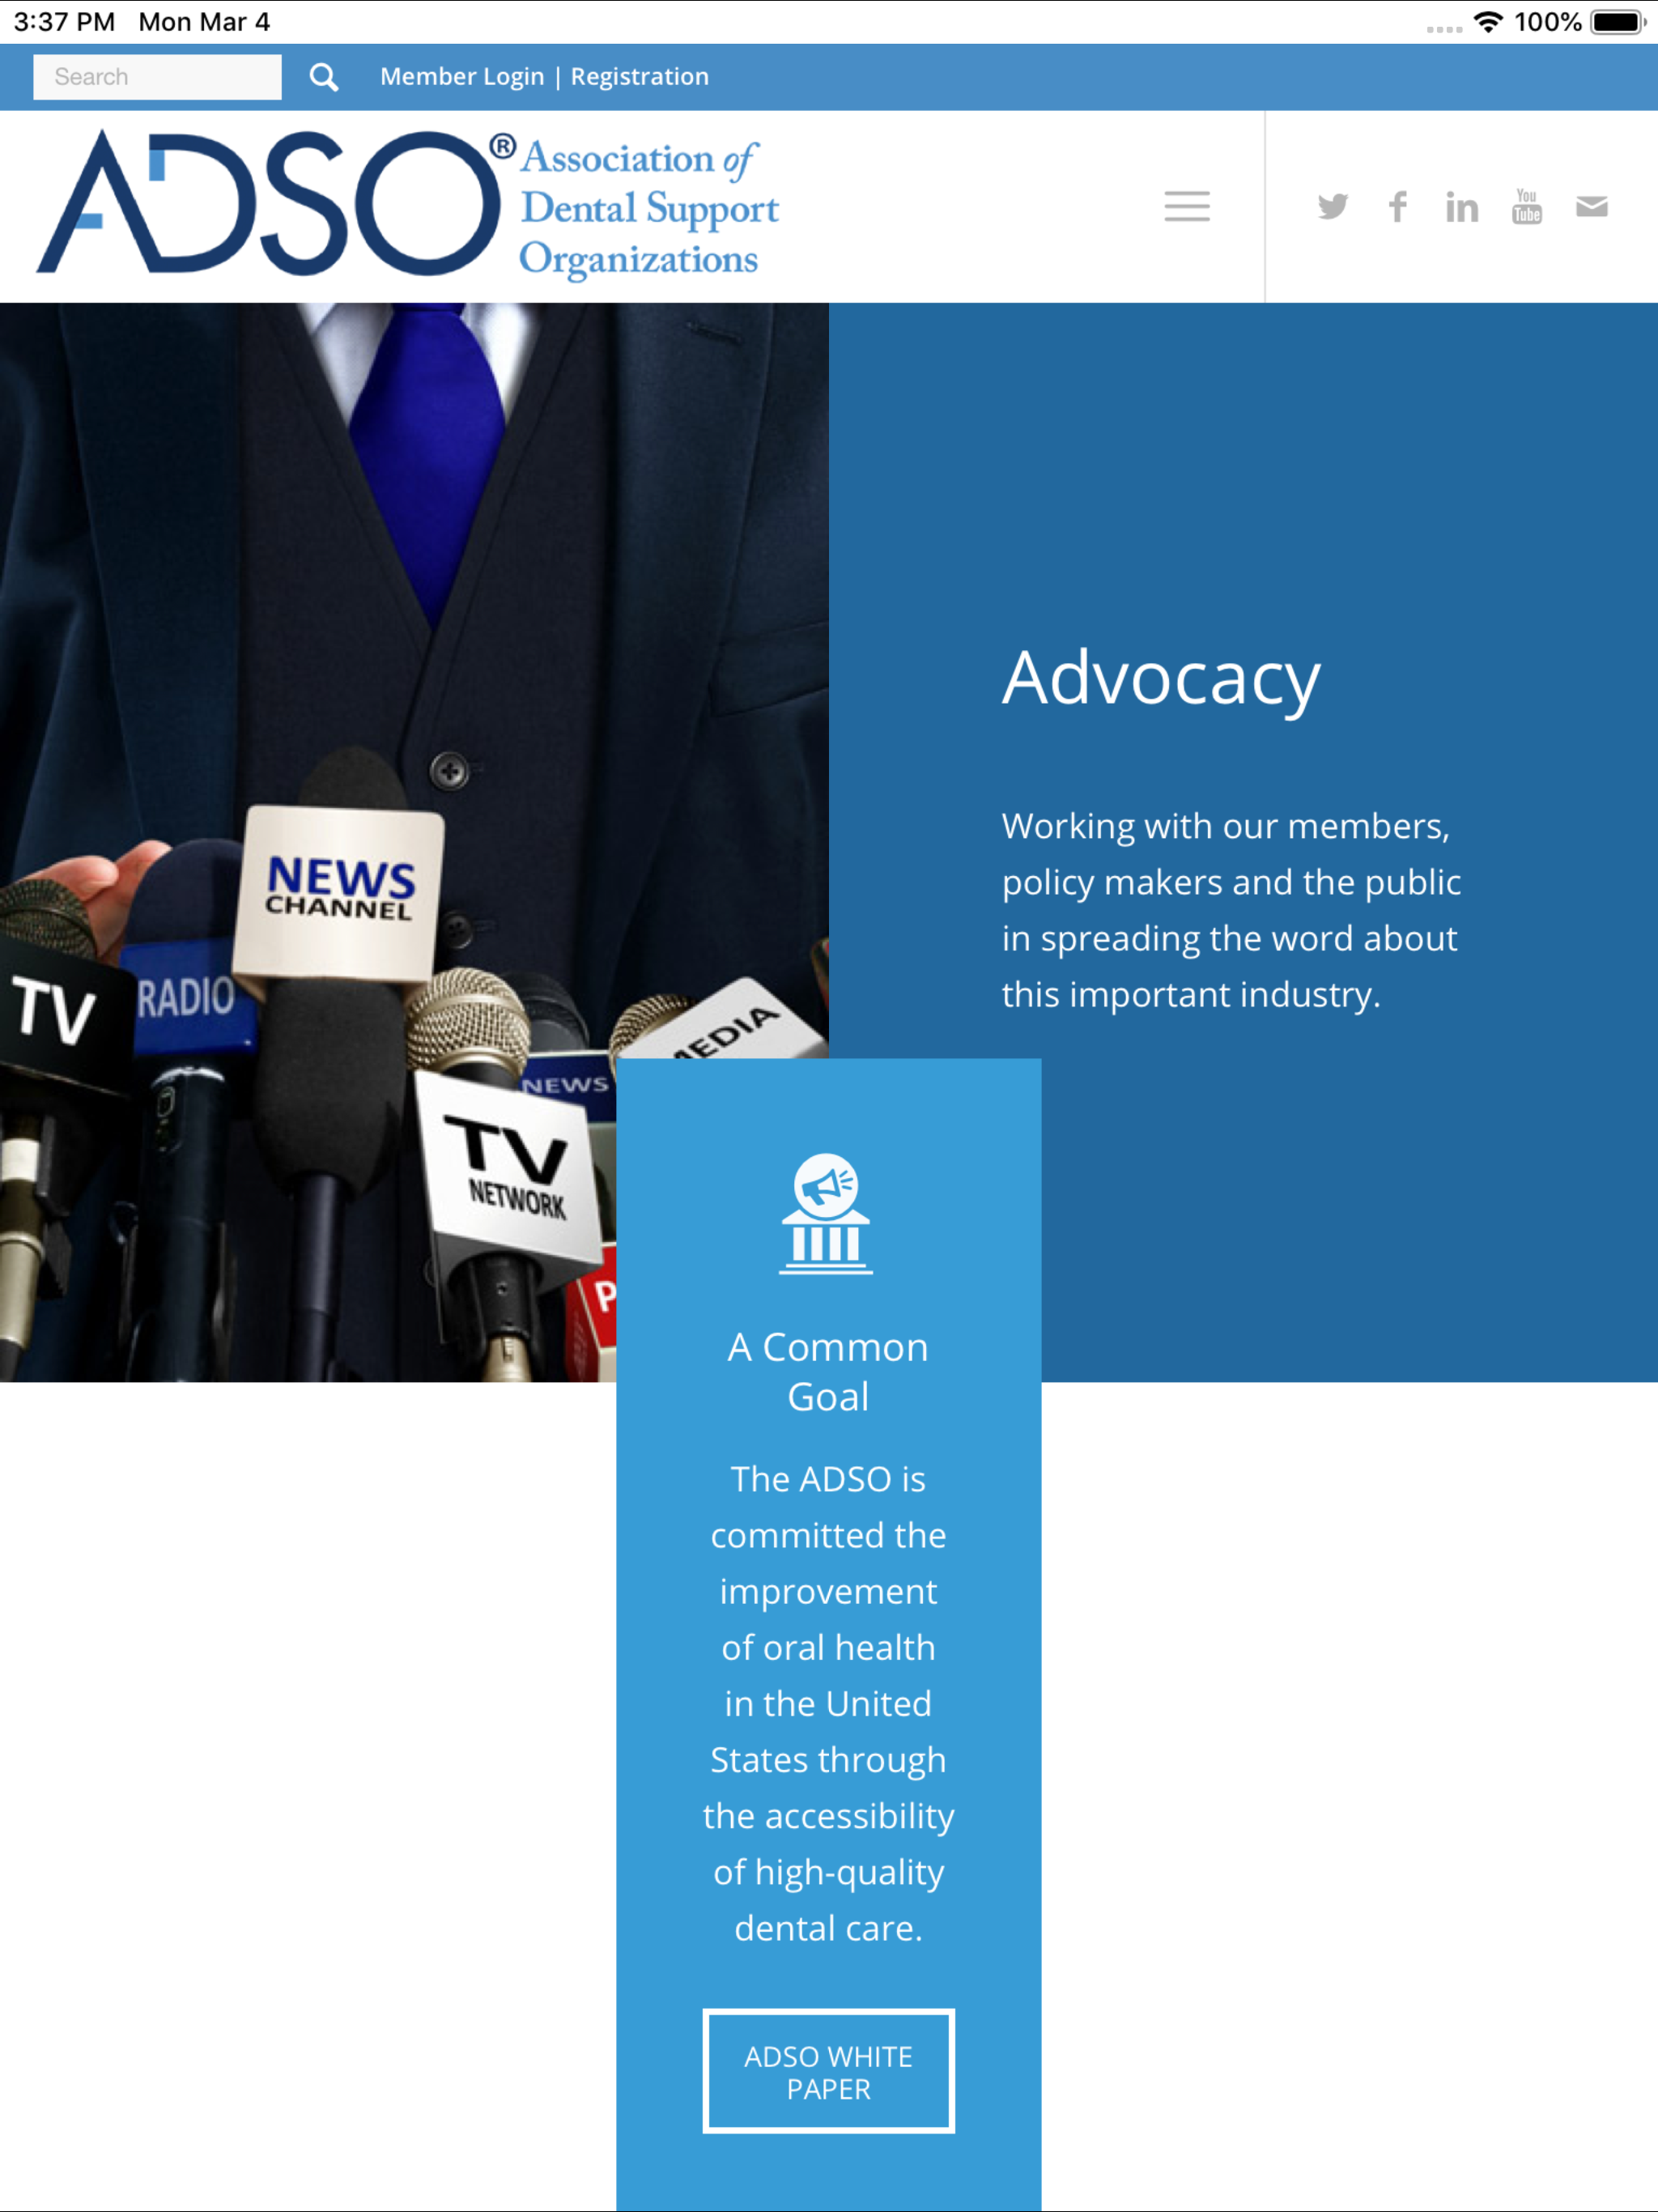 3:37 PM Mon Mar 4
100%
Search
Member Login | Registration
ADSO® Association of
Dental Support
Organizations
You
Tube
NEWS
CHANNEL
TV
RADIO
MEDIA
NEWS
TV
NETWORK
P
Advocacy
Working with our members,
policy makers and the public
in spreading the word about
this important industry.
A Common
Goal
The ADSO is
committed the
improvement
of oral health
in the United
States through
the accessibility
of high-quality
dental care.
ADSO WHITE
PAPER